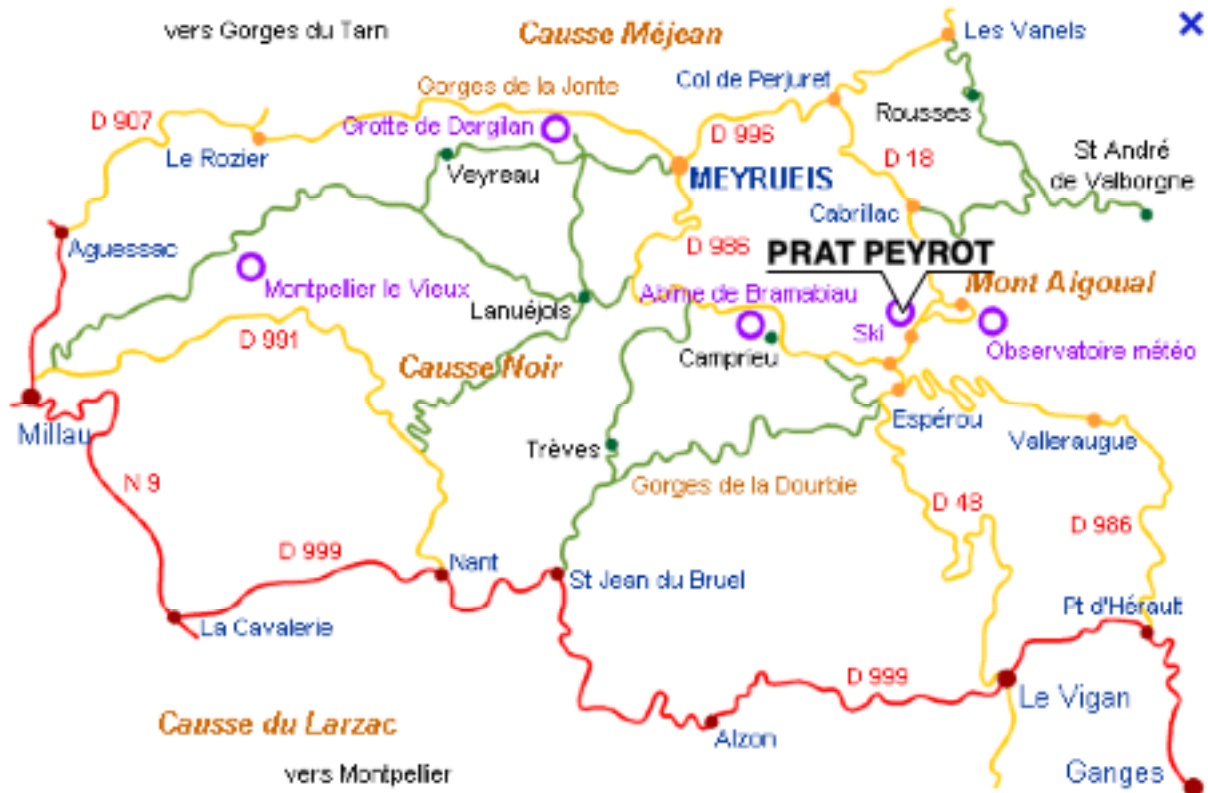 vers Gorges du Tarn
Causse Méjean
Les Vanels
Gorges de la Jonte
Col de Perjuret
Rousses
D 907
Grotte de Dargilan
D 996
Le Rozier
Veyreau
MEYRUEIS
D 18
St André
de Valborgne
Cabrillac
Aguessac
D 986
PRAT PEYROT
Montpellier le Vieux
Abîme de Bramabiau
Mont Aigoual
Lanuéjols
D 991
Ski
Observatoire météo
Camprieu
Causse Noir
Millau
Espérou
Valleraugue
Trèves
N 9
Gorges de la Dourbie
D 48
D 986
D 999
Nant
St Jean du Bruel
Pt d'Hérault
La Cavalerie
D 999
Le Vigan
Causse du Larzac
Alzon
vers Montpellier
Ganges